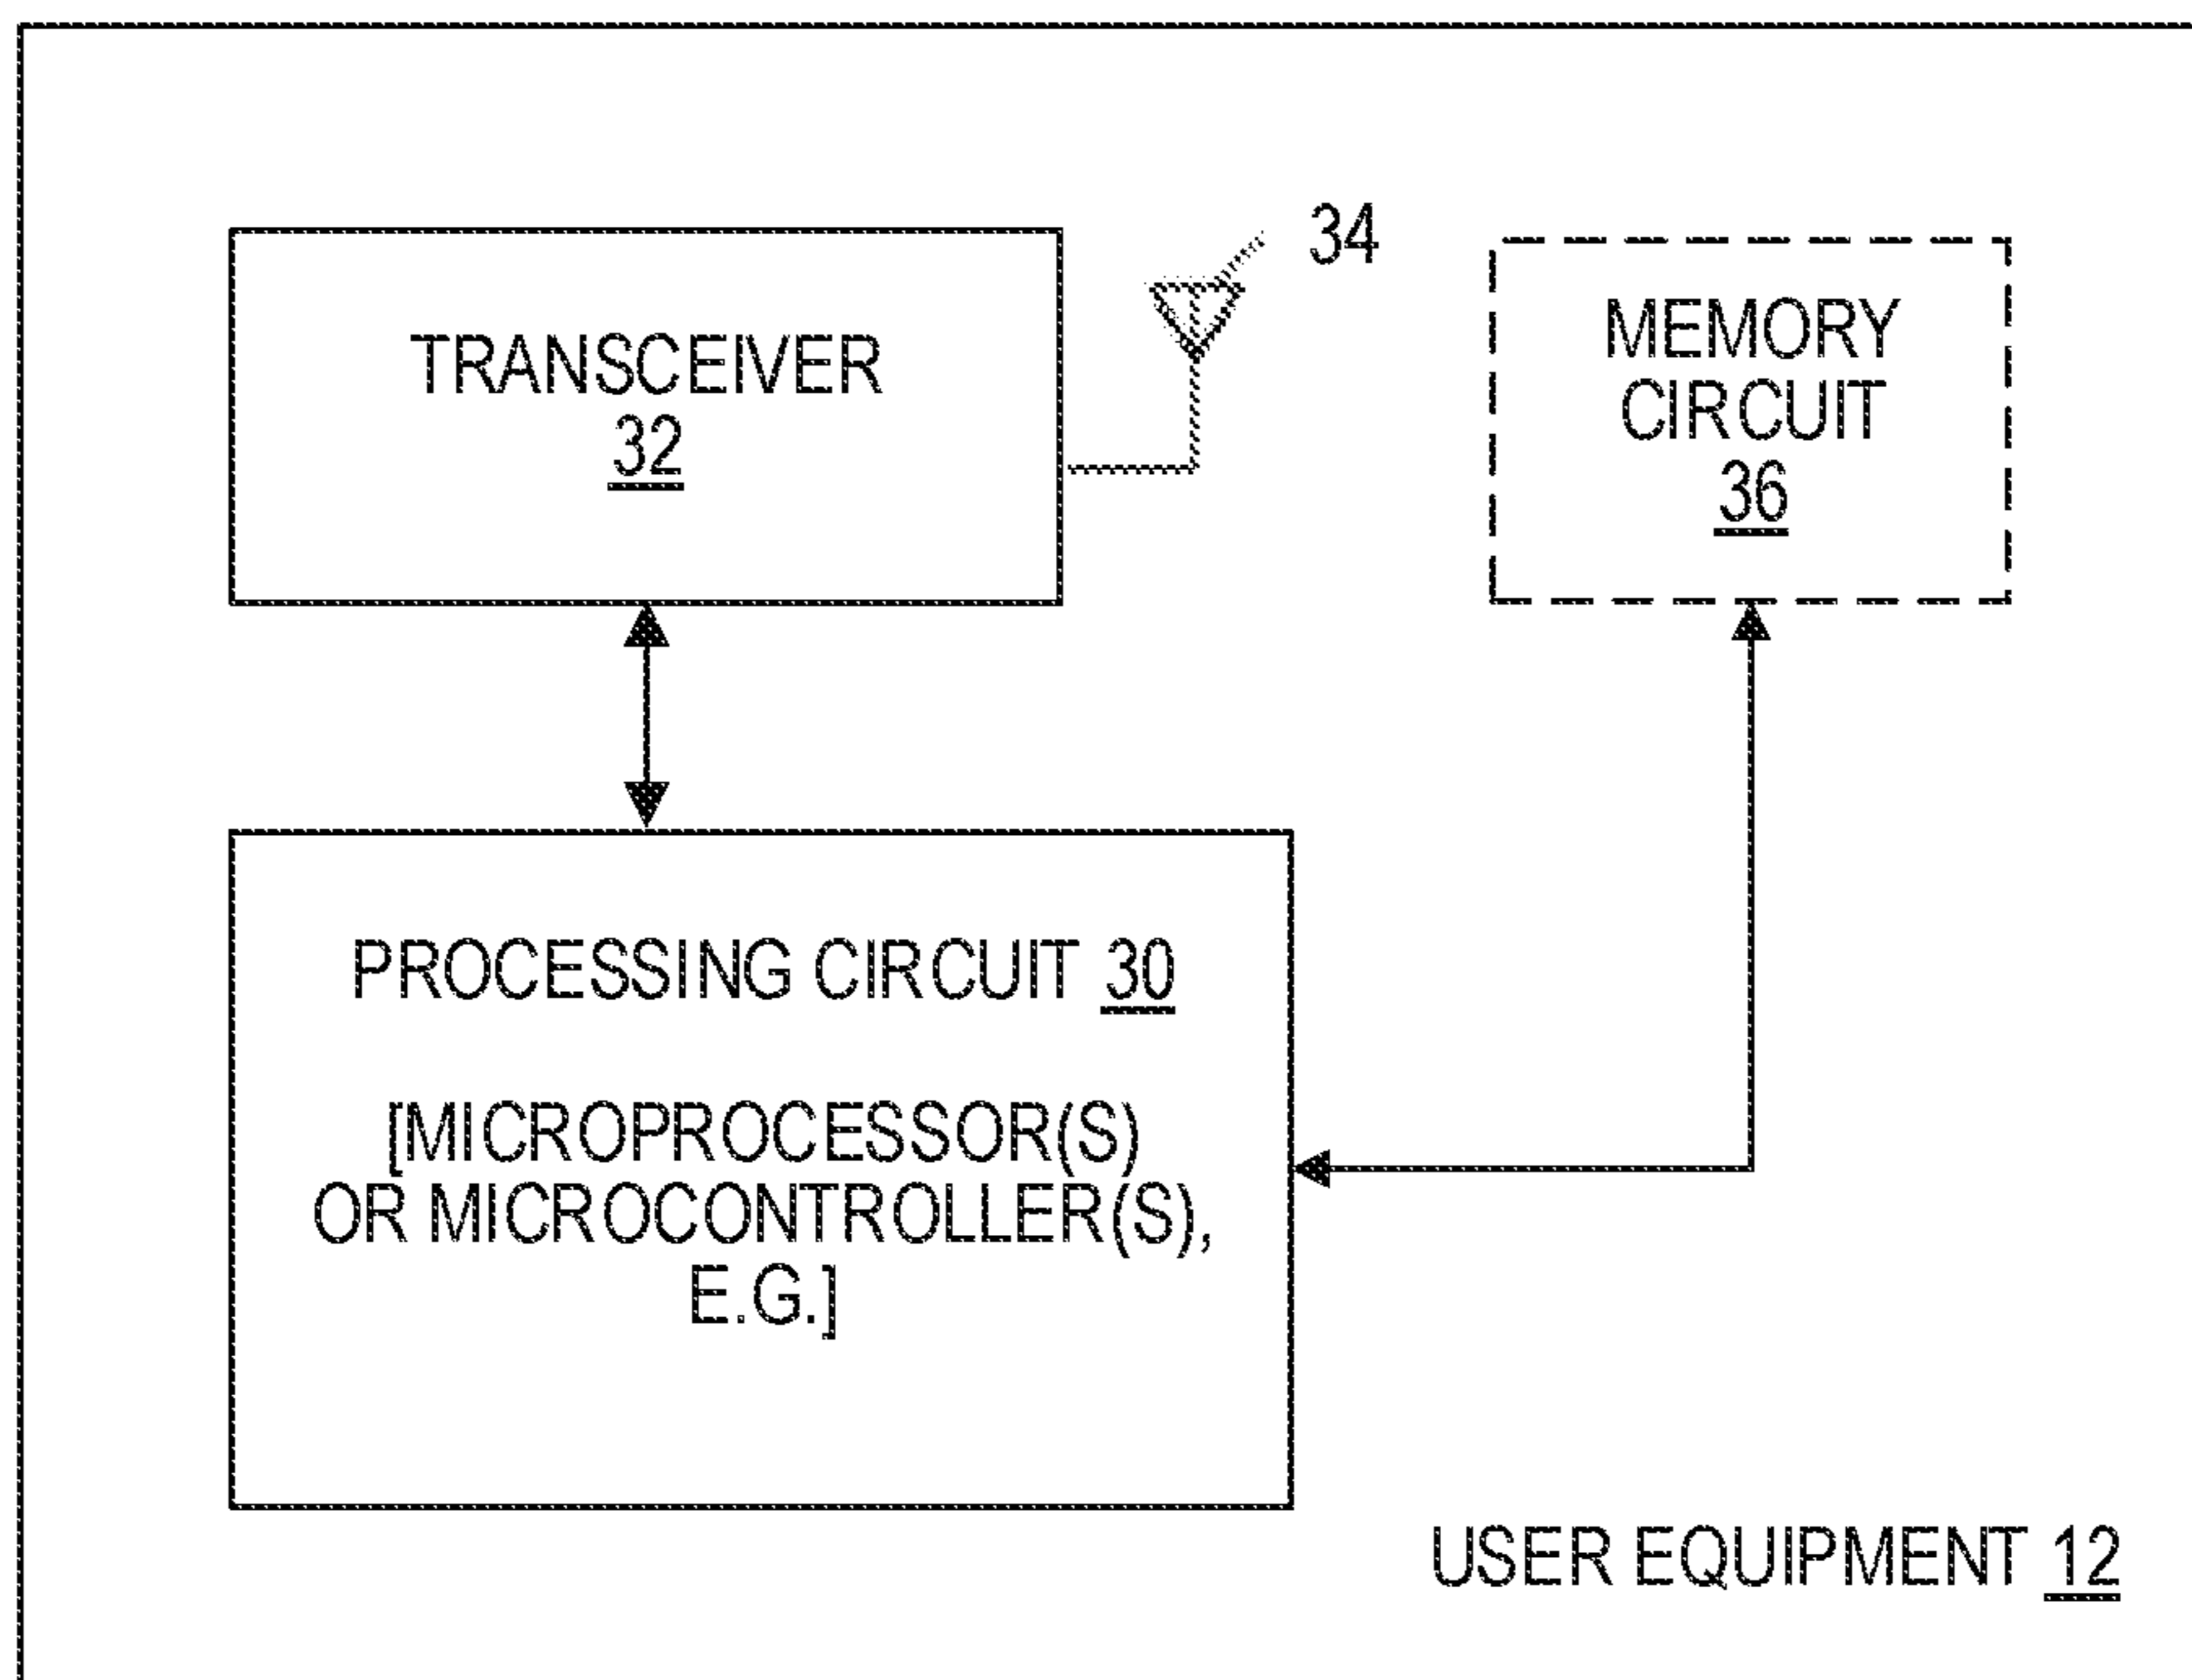 34
TRANSCEIVER
32
MEMORY
CIRCUIT
36
PROCESSING CIRCUIT 30
[MICROPROCESSOR(S)
OR MICROCONTROLLER(S),
E.G.]
USER EQUIPMENT 12